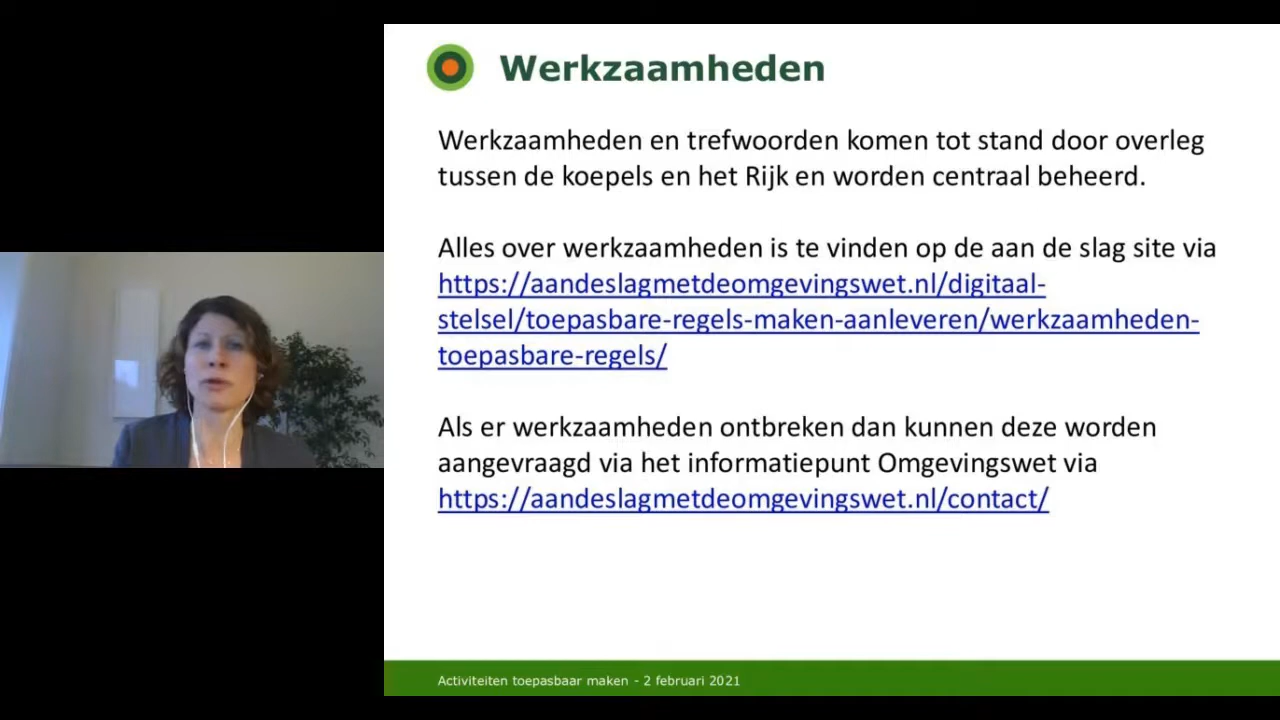 Werkzaamheden
Werkzaamheden en trefwoorden komen tot stand door overleg
tussen de koepels en het Rijk en worden centraal beheerd.
Alles over werkzaamheden is te vinden op de aan de slag site via
https://aandeslagmetdeomgevingswet.nl/digitaal-
stelsel/toepasbare-regels-maken-aanleveren/werkzaamheden-
toepasbare-regels/
Als er werkzaamheden ontbreken dan kunnen deze worden
aangevraagd via het informatiepunt Omgevingswet via
https://aandeslagmetdeomgevingswet.nl/contact/
Activiteiten toepasbaar maken - 2 februari 2021